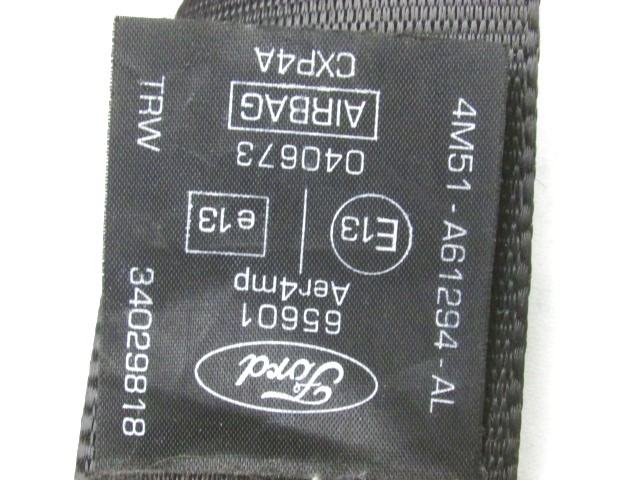 Ford
65601
Aer4mp
E13 e13
040673
AIRBAG
CXP4A
4M51 - A61294 - AL
TRW
34029818